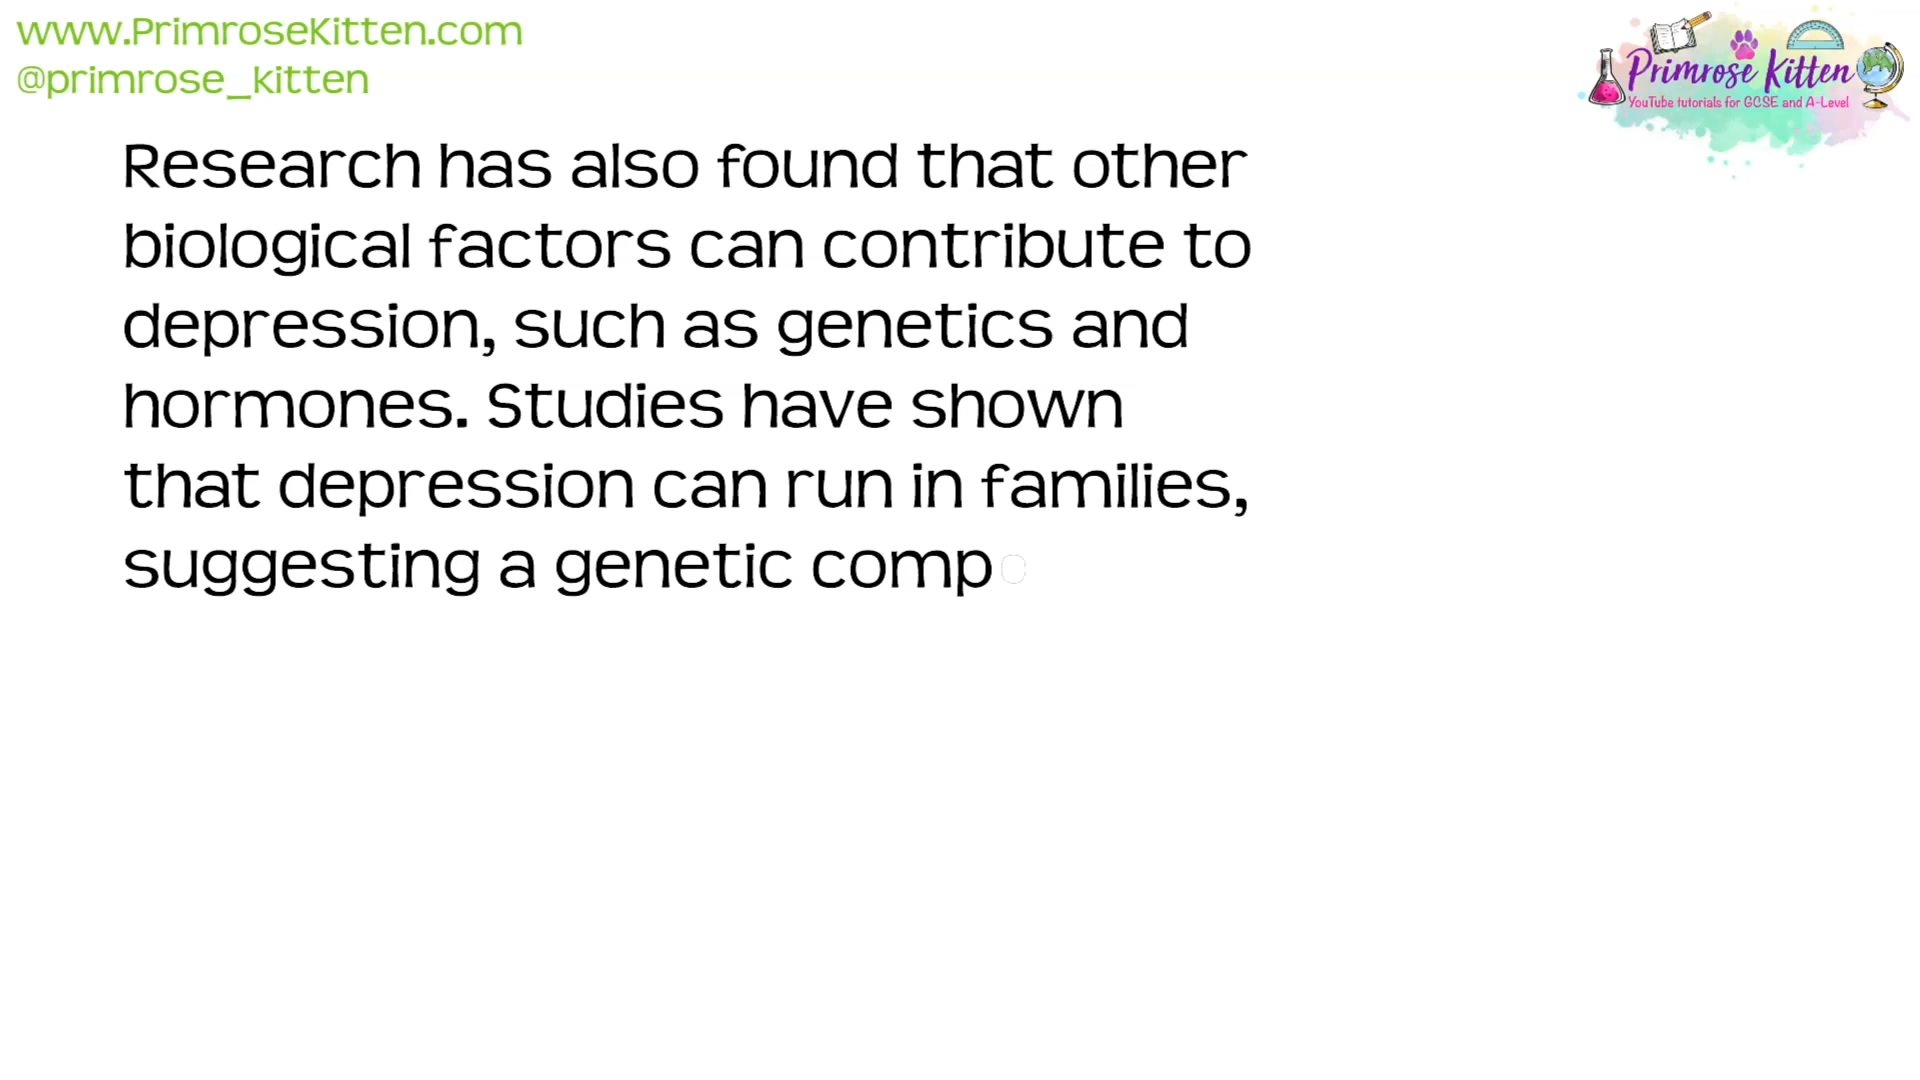 www.PrimroseKitten.com
@primrose_kitten
Primrose Kitten
YouTube tutorials for GCSE and A-Level
Research has also found that other
biological factors can contribute to
depression, such as genetics and
hormones. Studies have shown
that depression can run in families,
suggesting a genetic compo